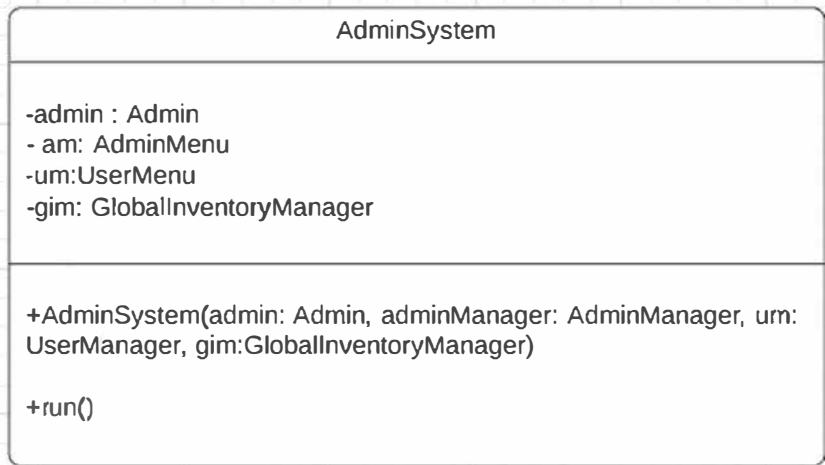 AdminSystem
-admin : Admin
- am: AdminMenu
-um:UserMenu
-gim: GlobalInventoryManager
+AdminSystem(admin: Admin, adminManager: AdminManager, um:
UserManager, gim:GlobalInventoryManager)
+run()